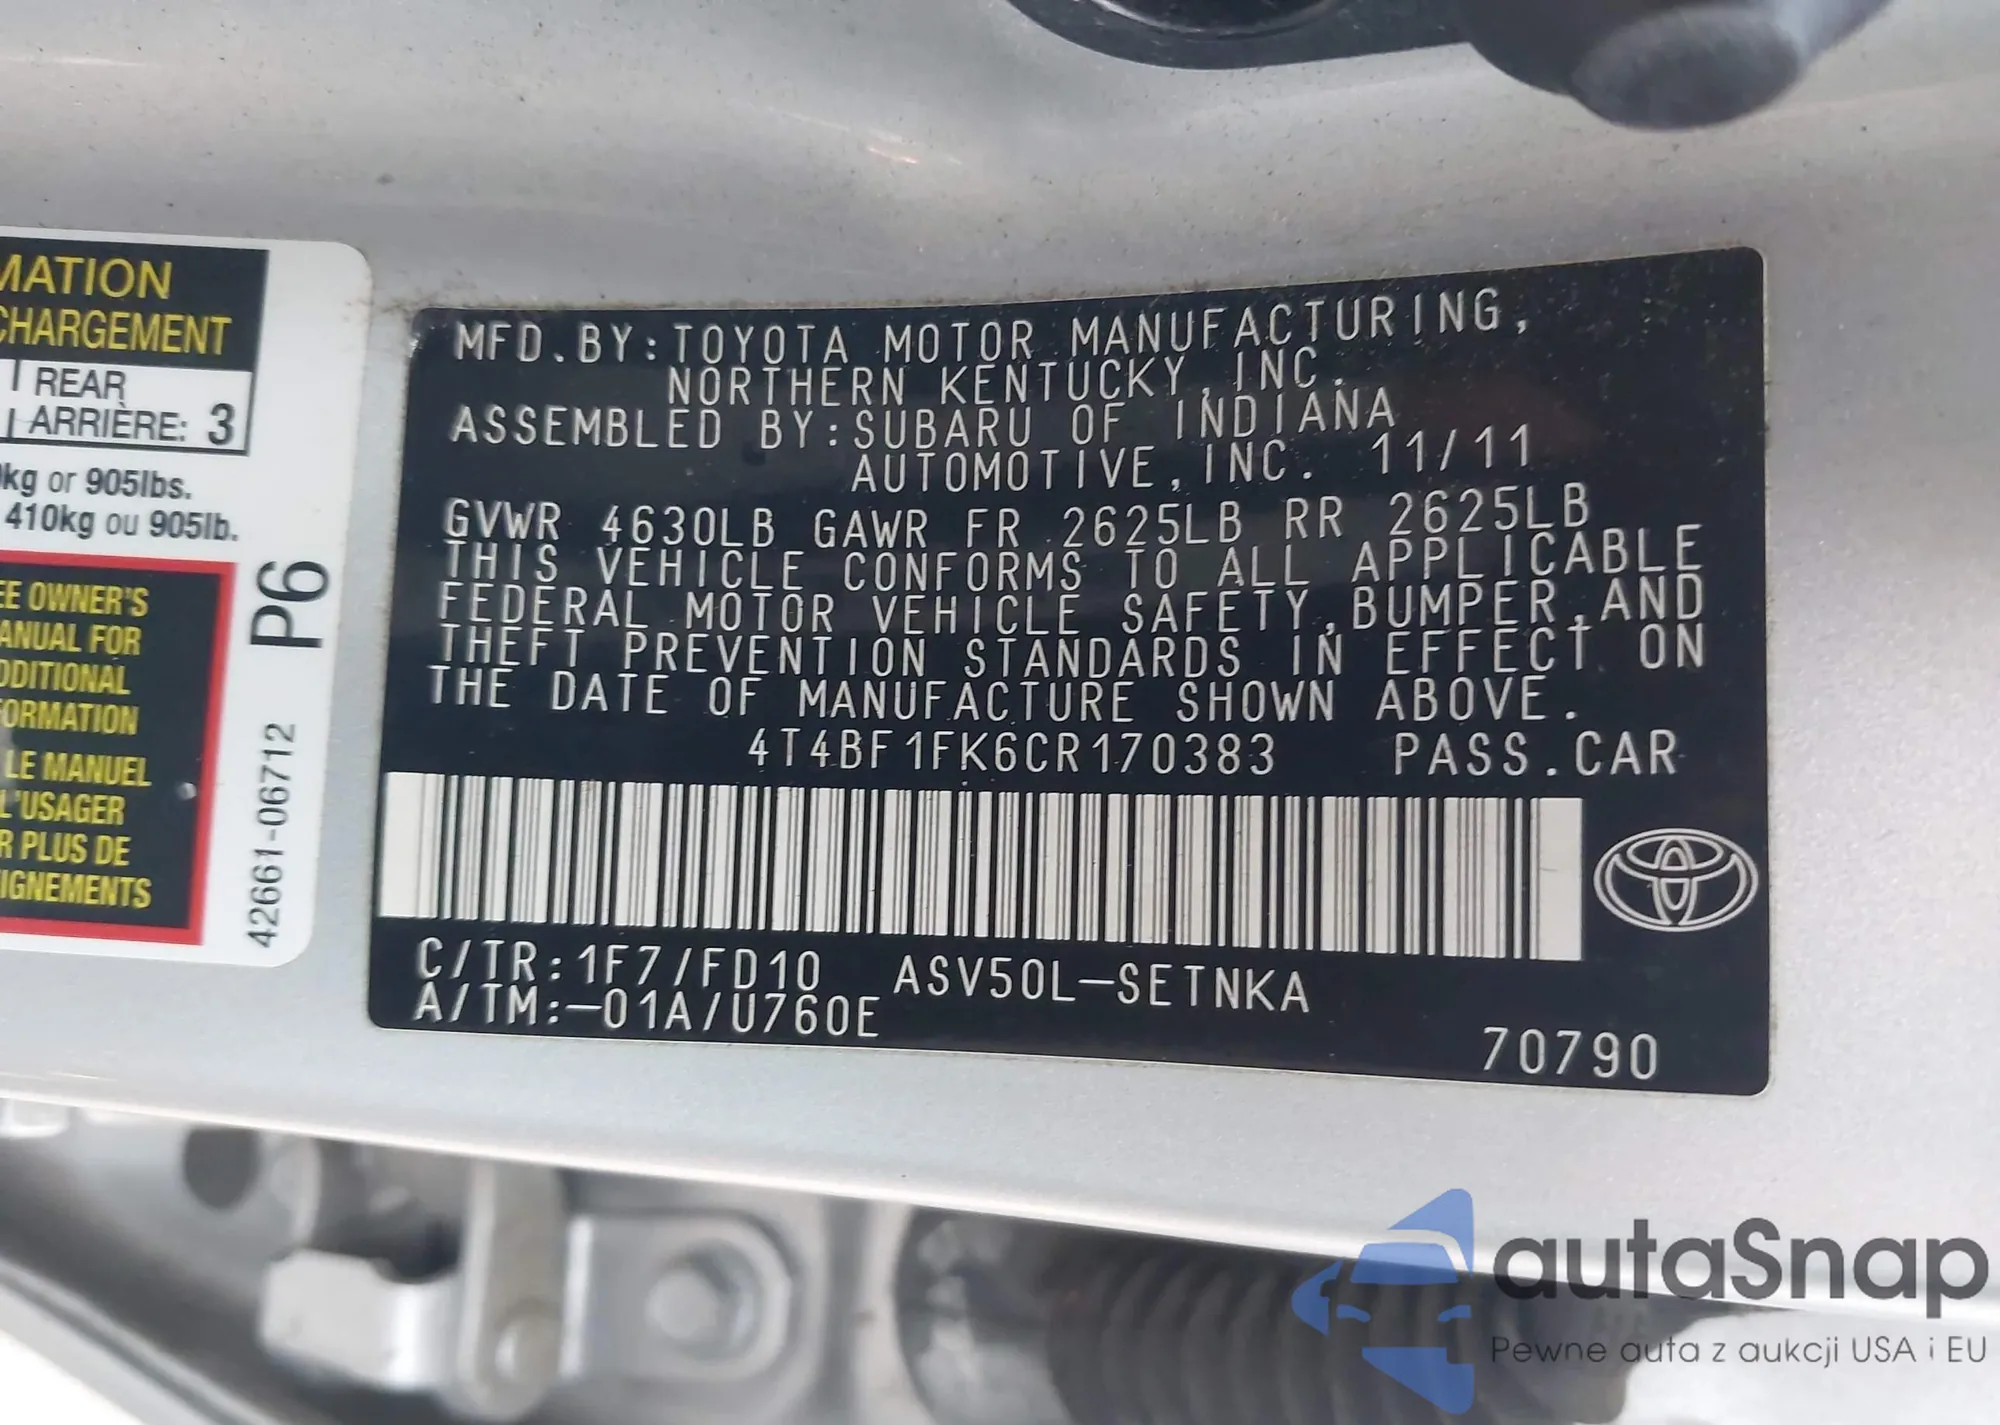 MATION
CHARGEMENT
REAR
ARRIÈRE: 3
kg or 905lbs.
410kg ou 905lb.
EE OWNER'S
ANUAL FOR
DDITIONAL
FORMATION
LE MANUEL
L'USAGER
R PLUS DE
IGNEMENTS
P6
42661-06712
MFD.BY:TOYOTA MOTOR MANUFACTURING,
NORTHERN KENTUCKY,INC.
ASSEMBLED BY:SUBARU OF INDIANA
AUTOMOTIVE,INC. 11/11
GVWR 4630LB GAWR FR 2625LB RR 2625LB
THIS VEHICLE CONFORMS TO ALL APPLICABLE
FEDERAL MOTOR VEHICLE SAFETY,BUMPER,AND
THEFT PREVENTION STANDARDS IN EFFECT ON
THE DATE OF MANUFACTURE SHOWN ABOVE.
4T4BF1FK6CR170383 PASS.CAR
C/TR:1F7/FD10 ASV50L-SETNKA
A/TM:-01A/U760E
70790
autaSnap
Pewne auta z aukcji USA i EU